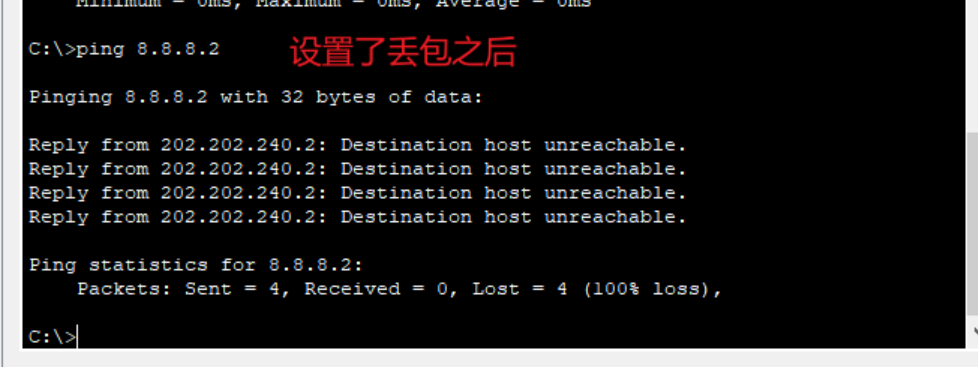 Minimum = 0ms, Maximum = 0ms, Average = 0ms
C:\>ping 8.8.8.2 设置了丢包之后
Pinging 8.8.8.2 with 32 bytes of data:
Reply from 202.202.240.2: Destination host unreachable.
Reply from 202.202.240.2: Destination host unreachable.
Reply from 202.202.240.2: Destination host unreachable.
Reply from 202.202.240.2: Destination host unreachable.
Ping statistics for 8.8.8.2:
Packets: Sent = 4, Received = 0, Lost = 4 (100% loss),
C:\>